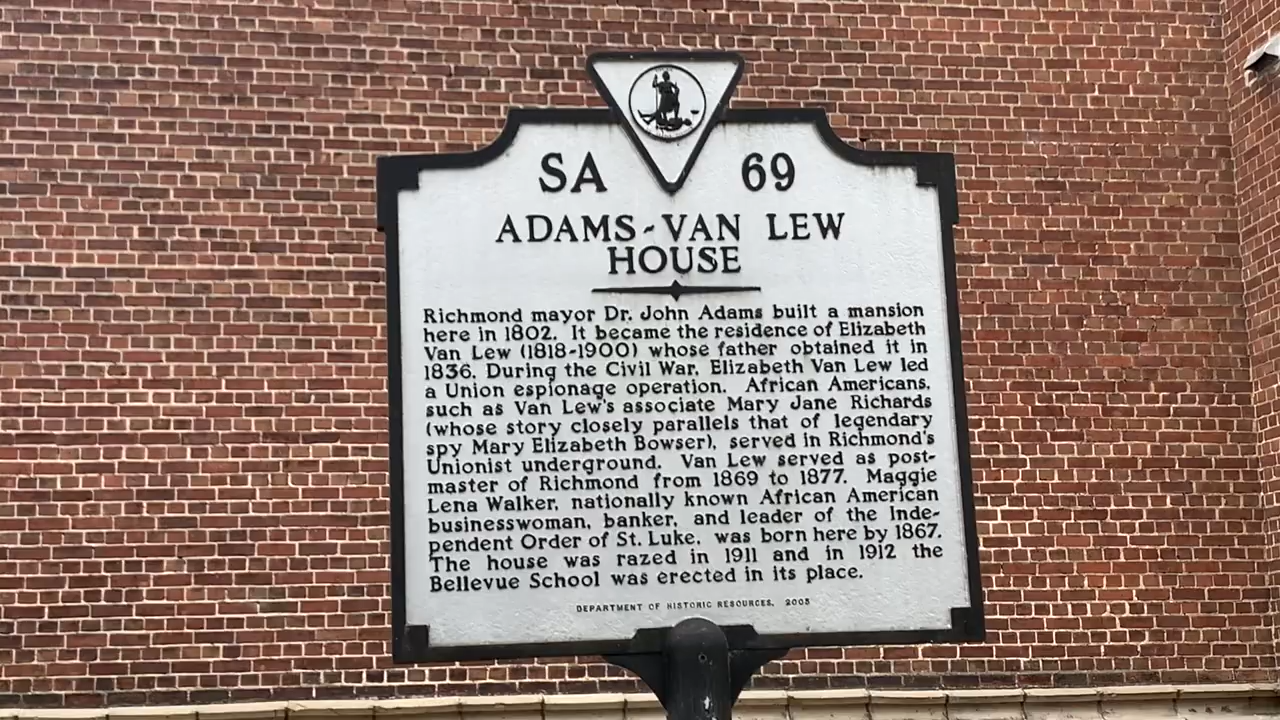 SA 69
ADAMS-VAN LEW
HOUSE
Richmond mayor Dr. John Adams built a mansion
here in 1802. It became the residence of Elizabeth
Van Lew (1818-1900) whose father obtained it in
1836. During the Civil War, Elizabeth Van Lew led
a Union espionage operation. African Americans,
such as Van Lew's associate Mary Jane Richards
(whose story closely parallels that of legendary
spy Mary Elizabeth Bowser), served in Richmond's
Unionist underground. Van Lew served as post-
master of Richmond from 1869 to 1877. Maggie
Lena Walker, nationally known African American
businesswoman, banker, and leader of the Inde-
pendent Order of St. Luke, was born here by 1867.
The house was razed in 1911 and in 1912 the
Bellevue School was erected in its place.
DEPARTMENT OF HISTORIC RESOURCES,